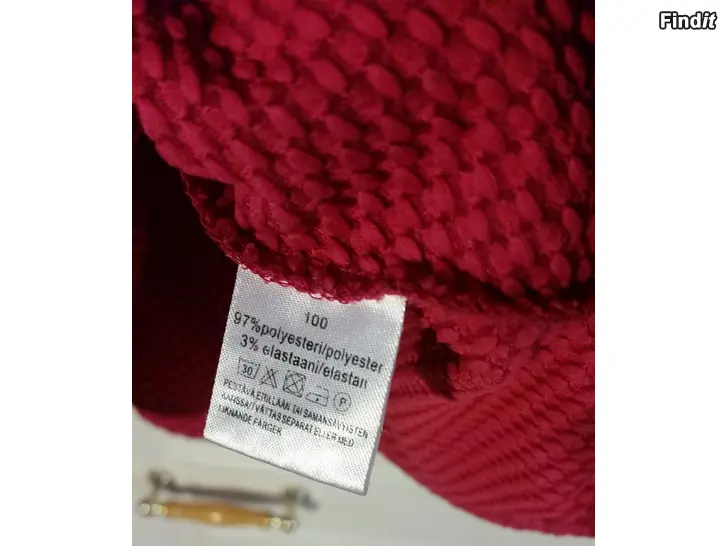 Findit
100
97%polyesteri/polyester
3% elastaani/elastan
30 P
PESTÄVÄ ERILLÄÄN TAI SAMANSÄVYISTEN
KANSSA/TVÄTTAS SEPARAT ELLER MED
LIKNANDE FÄRGER